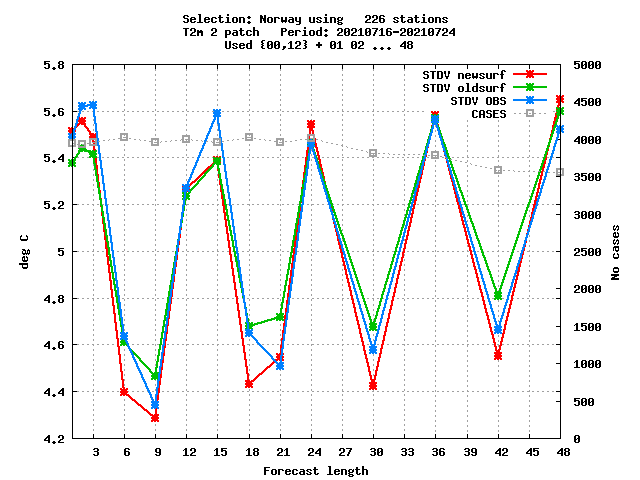 Selection: Norway using   226 stations
T2m 2 patch   Period: 20210716-20210724
Used {00,12} + 01 02 ... 48
STDV newsurf
STDV oldsurf
STDV OBS
CASES
deg C
5.8
5.6
5.4
5.2
5
4.8
4.6
4.4
4.2
5000
4500
4000
3500
3000
2500
2000
1500
1000
500
0
No cases
3 6 9 12 15 18 21 24 27 30 33 36 39 42 45 48
Forecast length